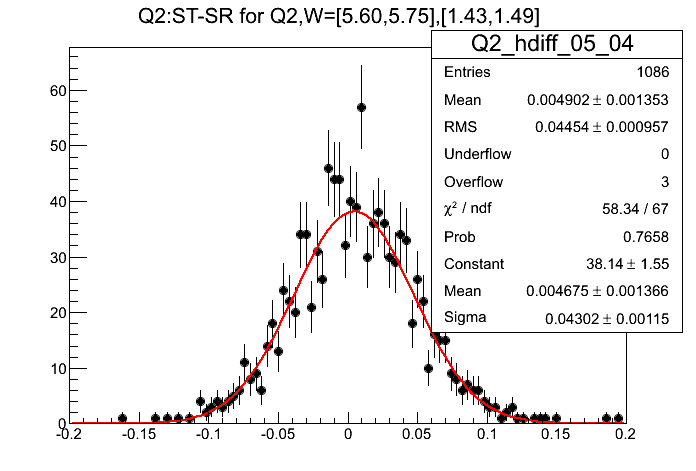 Q2:ST-SR for Q2,W=[5.60,5.75],[1.43,1.49]
Q2_hdiff_05_04
Entries 1086
Mean 0.004902 ± 0.001353
RMS 0.04454 ± 0.000957
Underflow 0
Overflow 3
χ² / ndf 58.34 / 67
Prob 0.7658
Constant 38.14 ± 1.55
Mean 0.004675 ± 0.001366
Sigma 0.04302 ± 0.00115
60
50
40
30
20
10
0
-0.2 -0.15 -0.1 -0.05 0 0.05 0.1 0.15 0.2